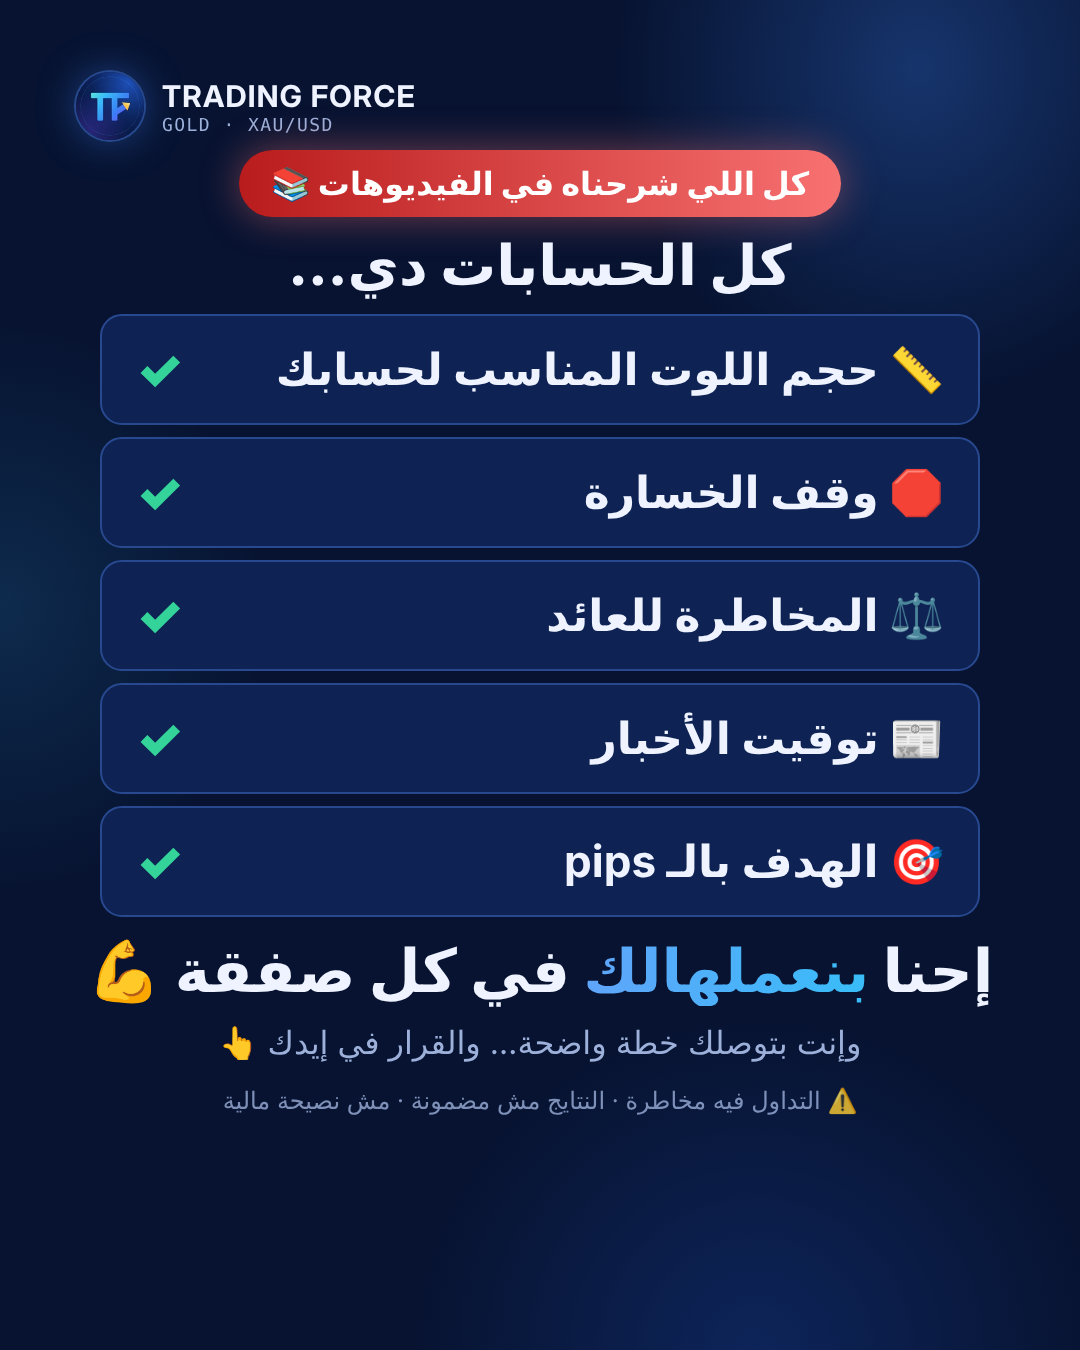 TRADING FORCE
GOLD · XAU/USD
كل اللي شرحناه في الفيديوهات 📚
كل الحسابات دي...
📏 حجم اللوت المناسب لحسابك ✔
🛑 وقف الخسارة ✔
⚖️ المخاطرة للعائد ✔
📰 توقيت الأخبار ✔
🎯 الهدف بالـ pips ✔
إحنا بنعملهالك في كل صفقة 💪
وإنت بتوصلك خطة واضحة... والقرار في إيدك 👆
⚠️ التداول فيه مخاطرة · النتايج مش مضمونة · مش نصيحة مالية